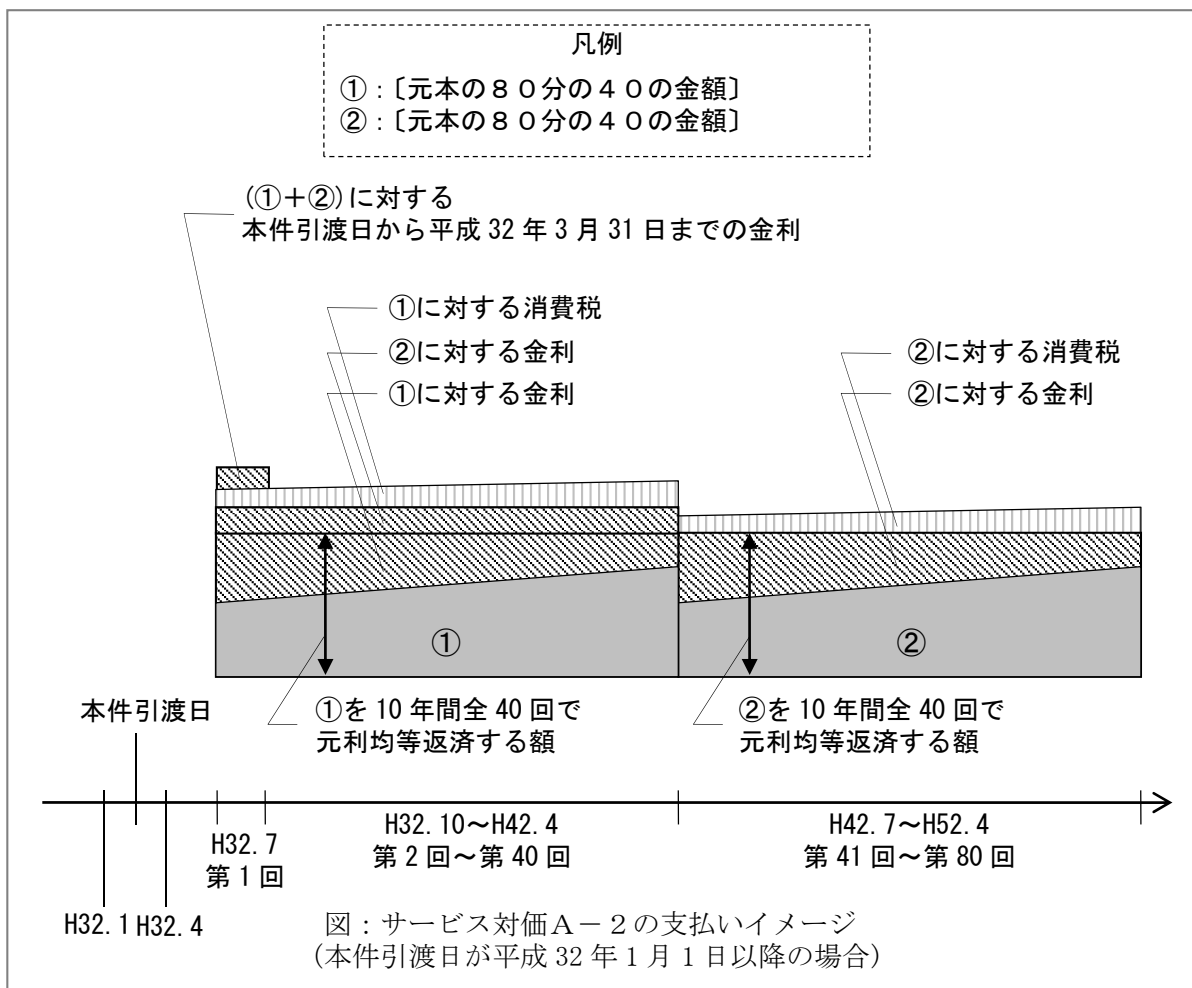 凡例
①:〔元本の80分の40の金額〕
②:〔元本の80分の40の金額〕
(①+②)に対する
本件引渡日から平成 32 年 3 月 31 日までの金利
①に対する消費税
②に対する金利
①に対する金利
②に対する消費税
②に対する金利
①
②
本件引渡日
①を 10 年間全 40 回で
元利均等返済する額
②を 10 年間全 40 回で
元利均等返済する額
H32.7
第 1 回
H32.10~H42.4
第 2 回~第 40 回
H42.7~H52.4
第 41 回~第 80 回
H32.1
H32.4
図:サービス対価A-2の支払いイメージ
(本件引渡日が平成 32 年 1 月 1 日以降の場合)